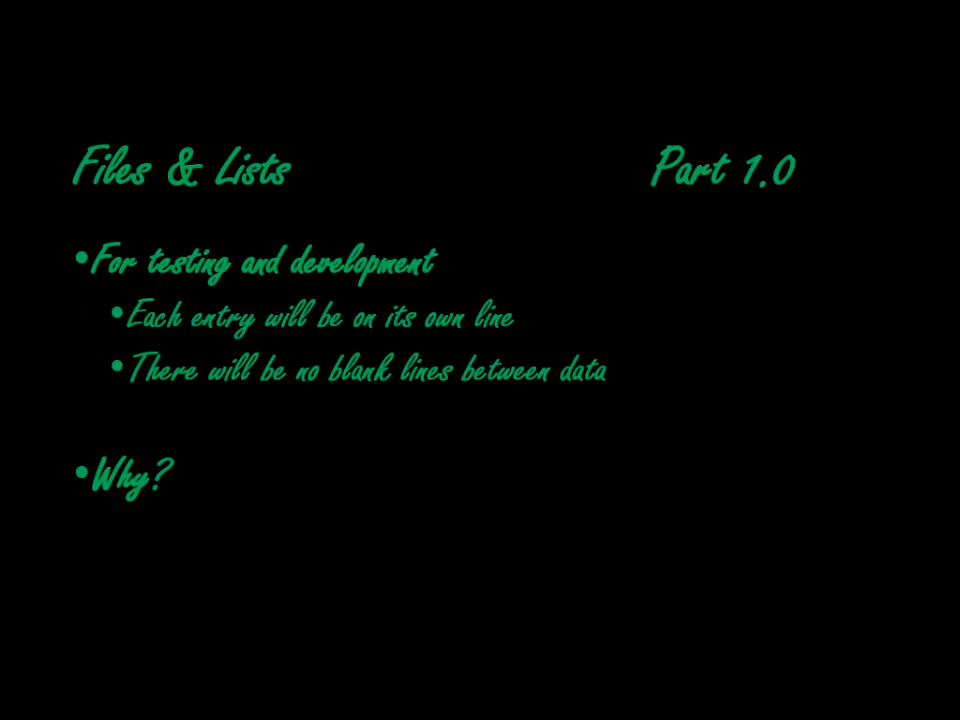 Files & Lists Part 1.0
•For testing and development
•Each entry will be on its own line
•There will be no blank lines between data
•Why?